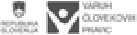 REPUBLIKA
SLOVENIJA
VARUH
ČLOVEKOVIH
PRAVIC